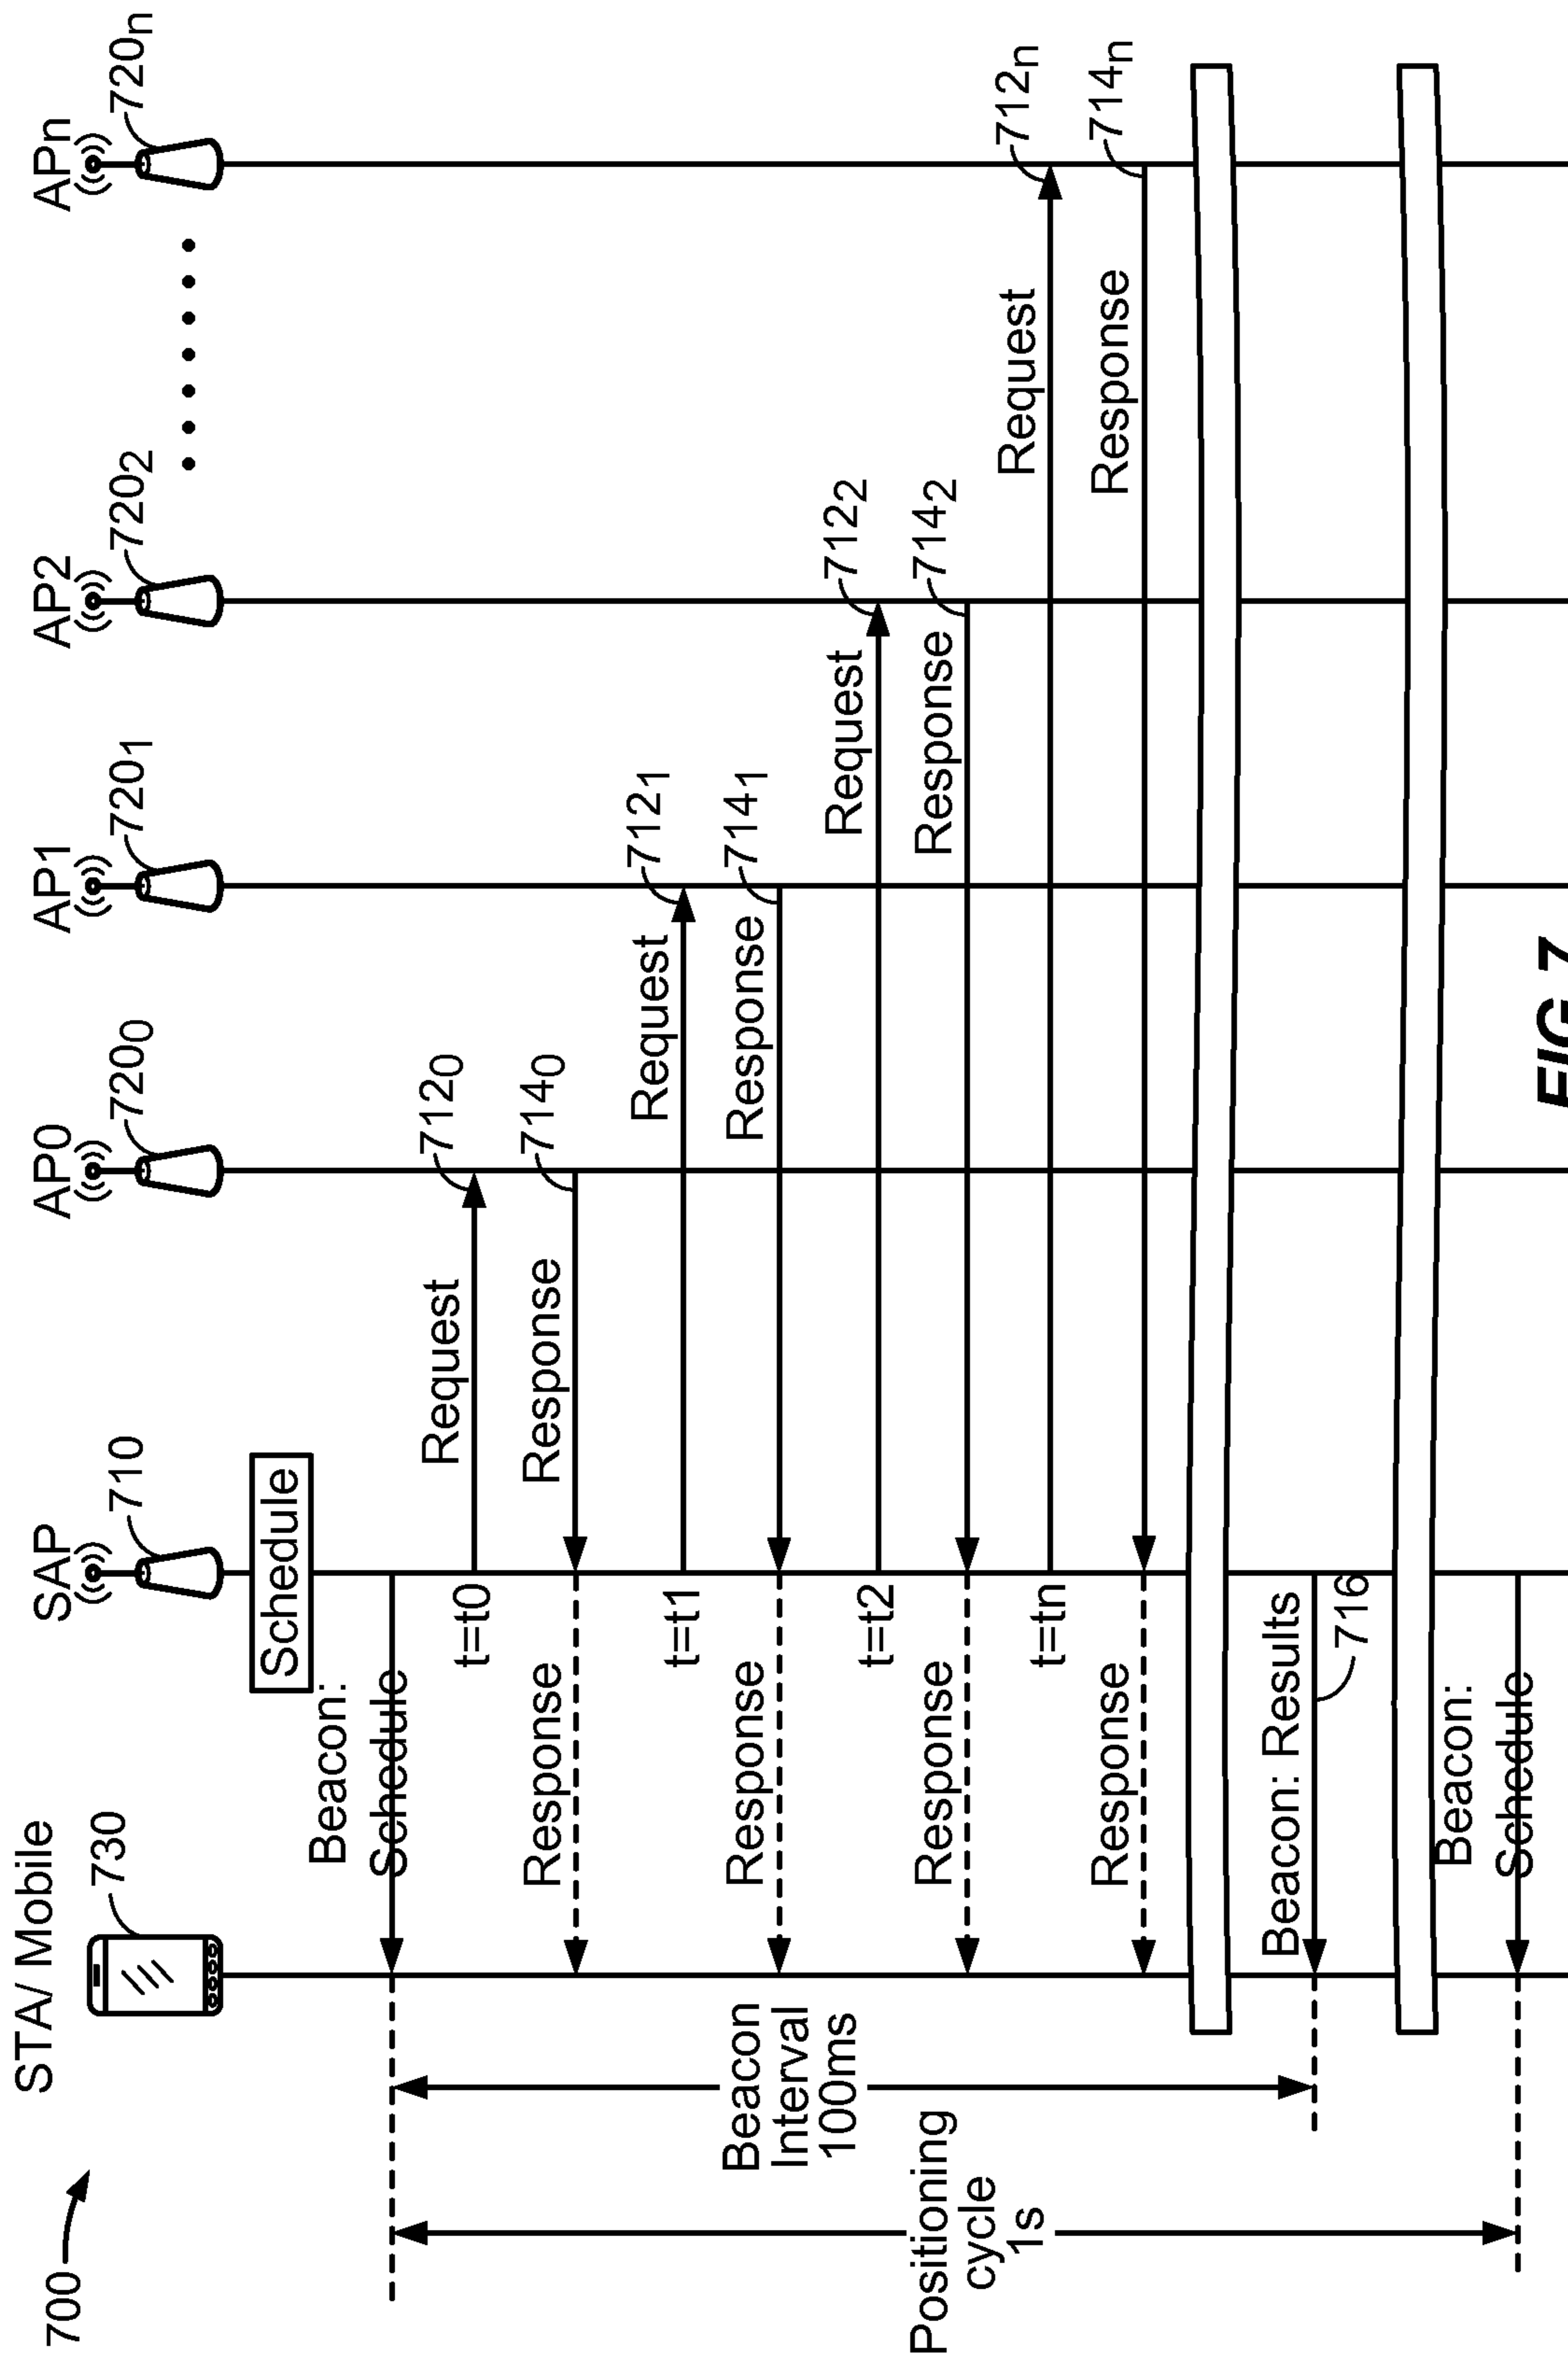 700
STA/ Mobile
730
SAP
710
AP0
720₀
AP1
720₁
AP2
720₂
APn
720ₙ
Schedule
Beacon:
Schedule
t=t0
Request
712₀
Response
Response
714₀
t=t1
Request
712₁
Response
Response
714₁
t=t2
Request
712₂
Response
Response
714₂
t=tn
Request
712ₙ
Response
Response
714ₙ
Beacon
Interval
100ms
Positioning
cycle
1s
Beacon: Results
716
Beacon:
Schedule
FIG. 7